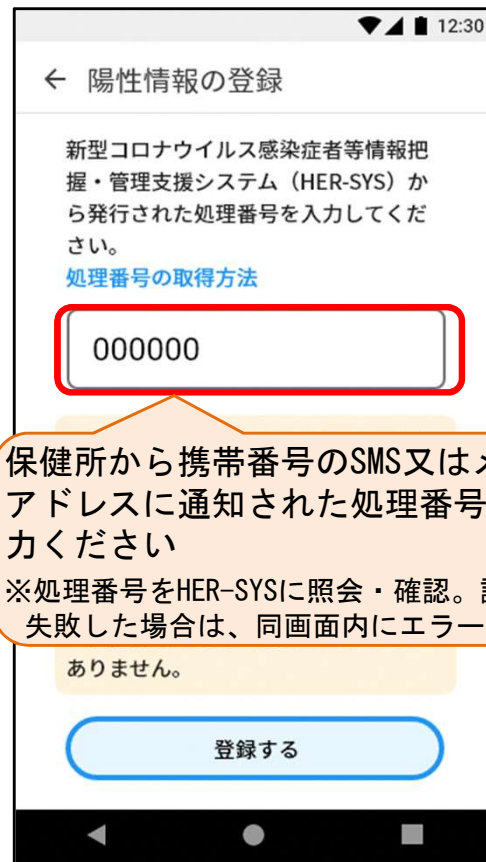 12:30
← 陽性情報の登録
新型コロナウイルス感染症者等情報把
握・管理支援システム（HER-SYS）か
ら発行された処理番号を入力してくだ
さい。
処理番号の取得方法
000000
保健所から携帯番号のSMS又は
アドレスに通知された処理番号
力ください
※処理番号をHER-SYSに照会・確認。
失敗した場合は、同画面内にエラー
ありません。
登録する